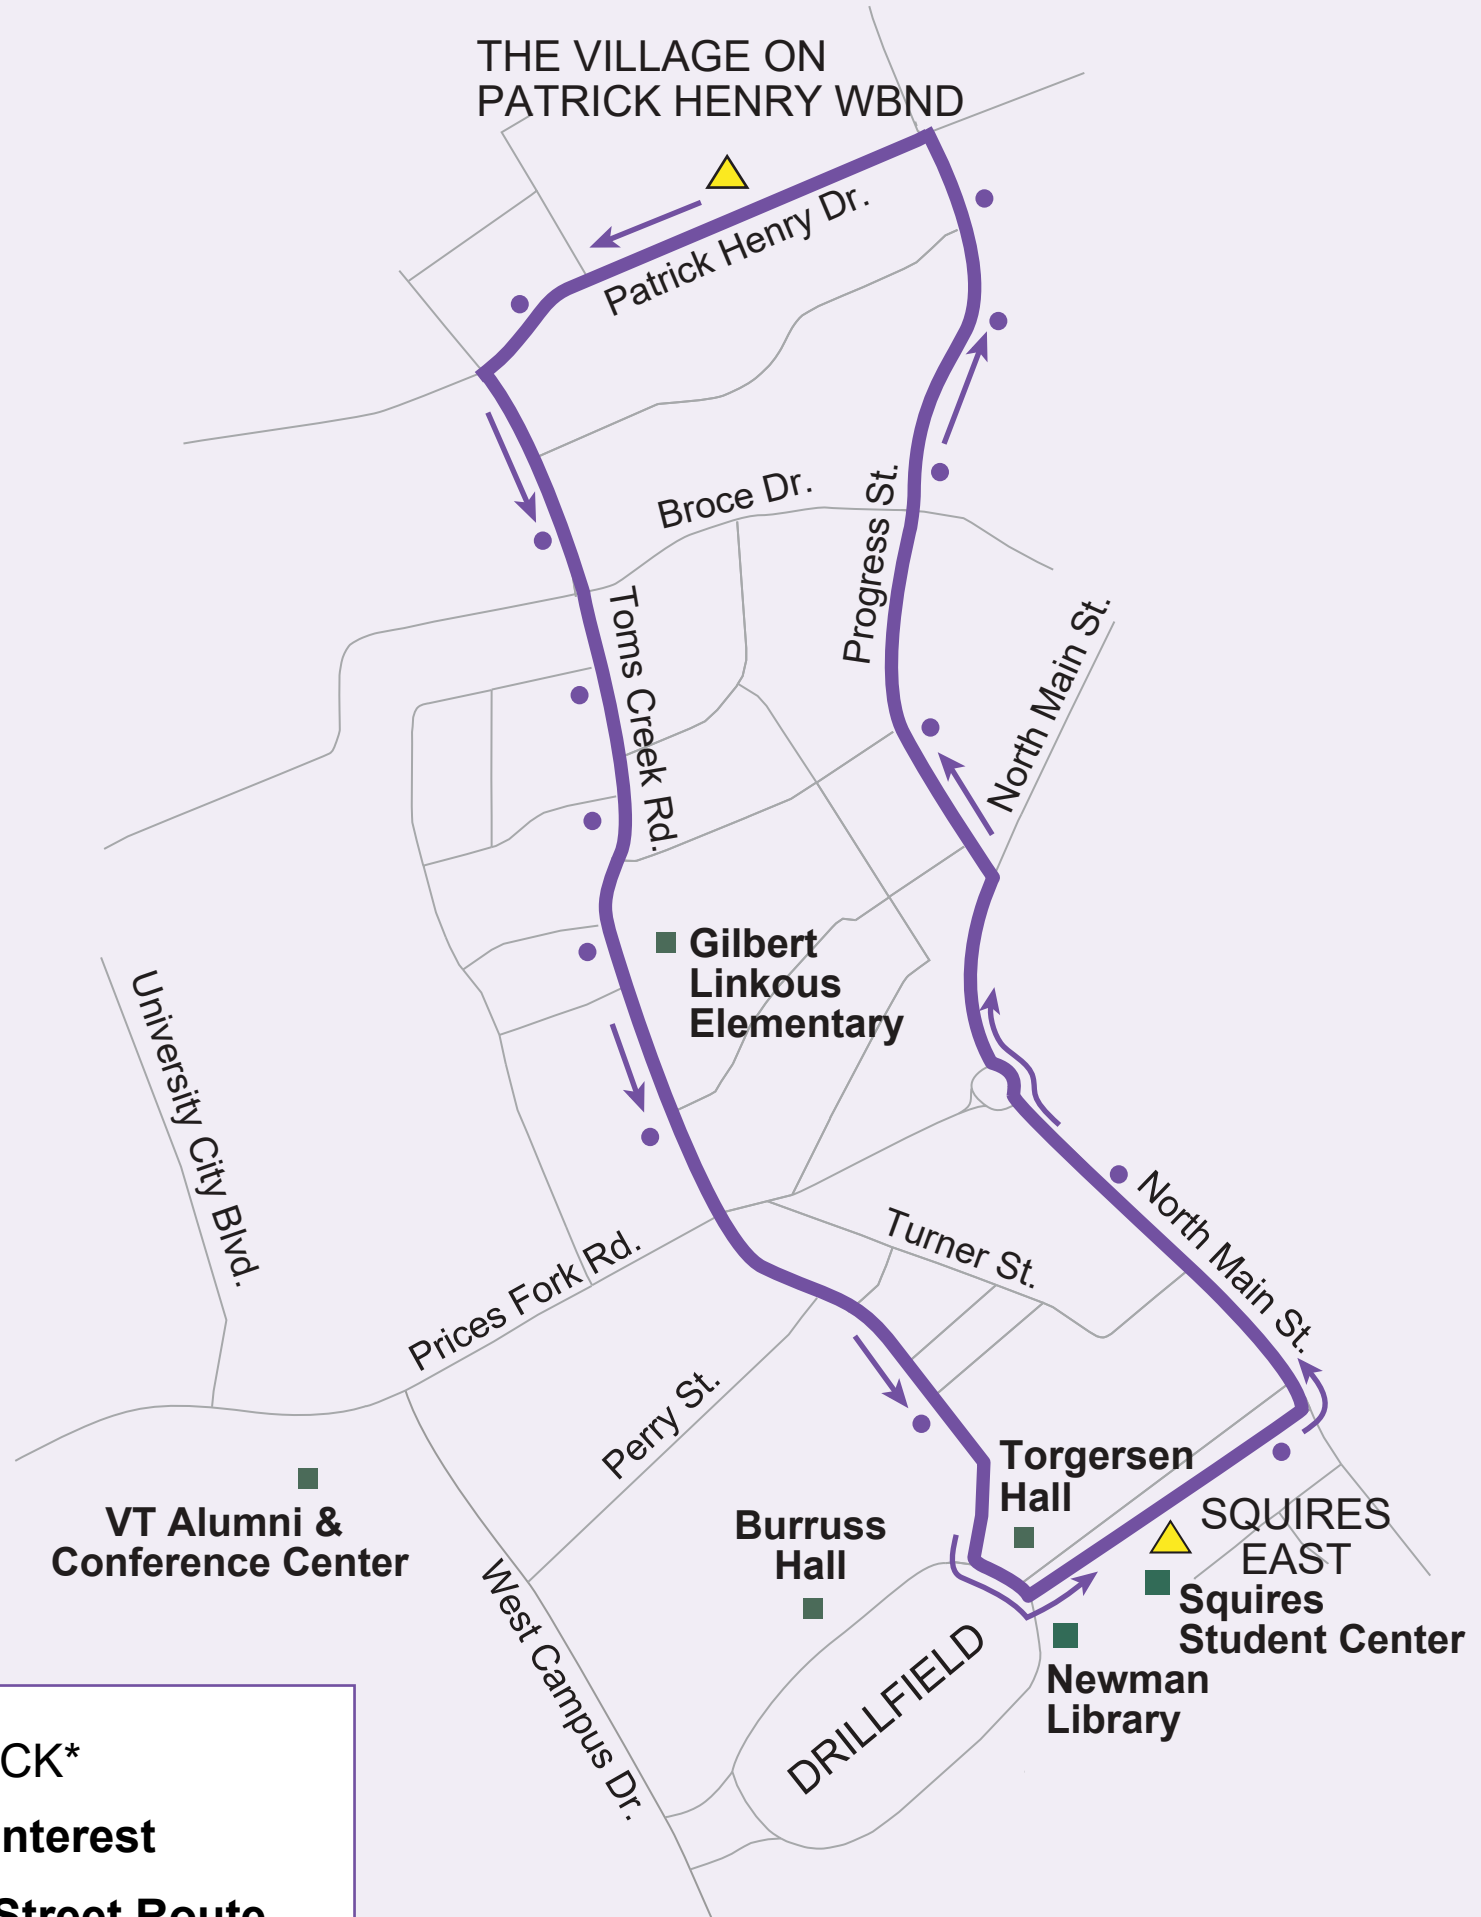 THE VILLAGE ON
PATRICK HENRY WBND
Patrick Henry Dr.
Broce Dr.
Progress St.
North Main St.
Toms Creek Rd.
Gilbert
Linkous
Elementary
University City Blvd.
North Main St.
Turner St.
Prices Fork Rd.
Perry St.
Torgersen
Hall
VT Alumni &
Conference Center
Burruss
Hall
SQUIRES
EAST
Squires
Student Center
West Campus Dr.
DRILLFIELD
Newman
Library
CK*
nterest
Street Route